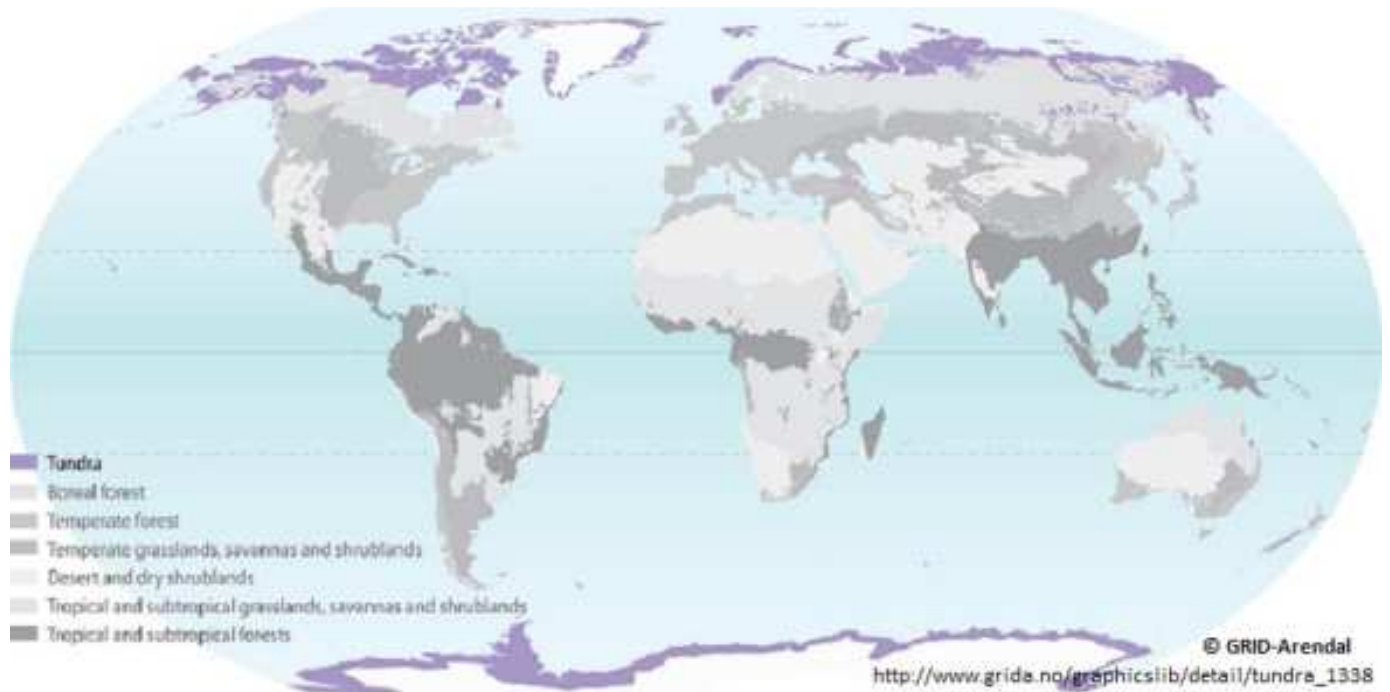 Tundra
Boreal forest
Temperate forest
Temperate grasslands, savannas and shrublands
Desert and dry shrublands
Tropical and subtropical grasslands, savannas and shrublands
Tropical and subtropical forests
© GRID-Arendal
http://www.grida.no/graphicslib/detail/tundra_1338